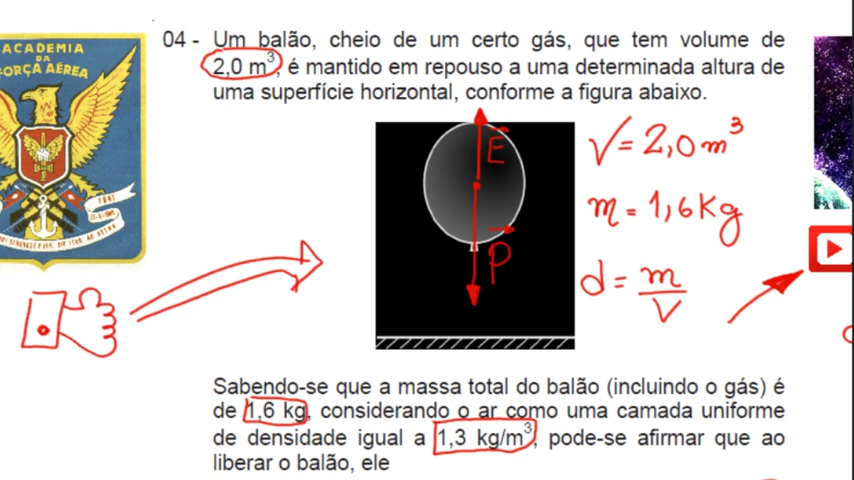 ACADEMIA
DA
FORÇA AÉREA
04 - Um balão, cheio de um certo gás, que tem volume de
2,0 m³, é mantido em repouso a uma determinada altura de
uma superfície horizontal, conforme a figura abaixo.
E
P
V = 2,0 m³
m = 1,6 Kg
d = m
V
1941
Sabendo-se que a massa total do balão (incluindo o gás) é
de 1,6 kg, considerando o ar como uma camada uniforme
de densidade igual a 1,3 kg/m³, pode-se afirmar que ao
liberar o balão, ele